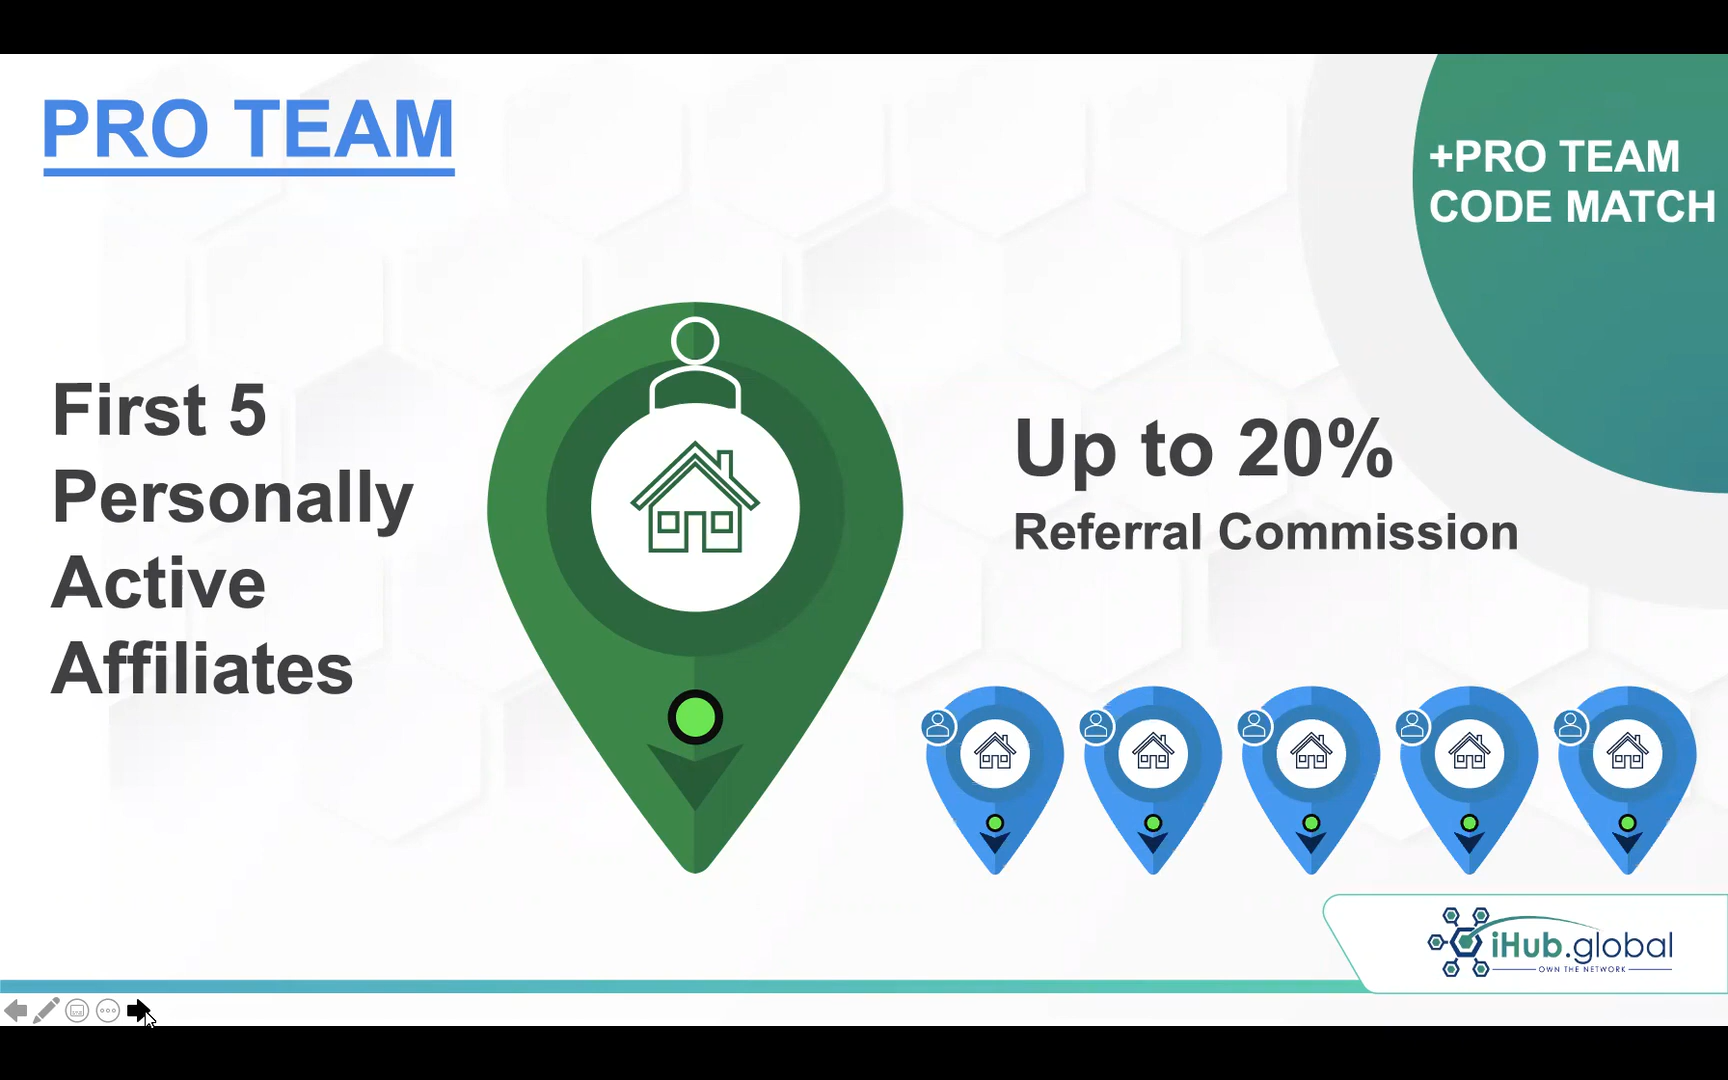 PRO TEAM
+PRO TEAM
CODE MATCH
First 5
Personally
Active
Affiliates
Up to 20%
Referral Commission
iHub.global
OWN THE NETWORK